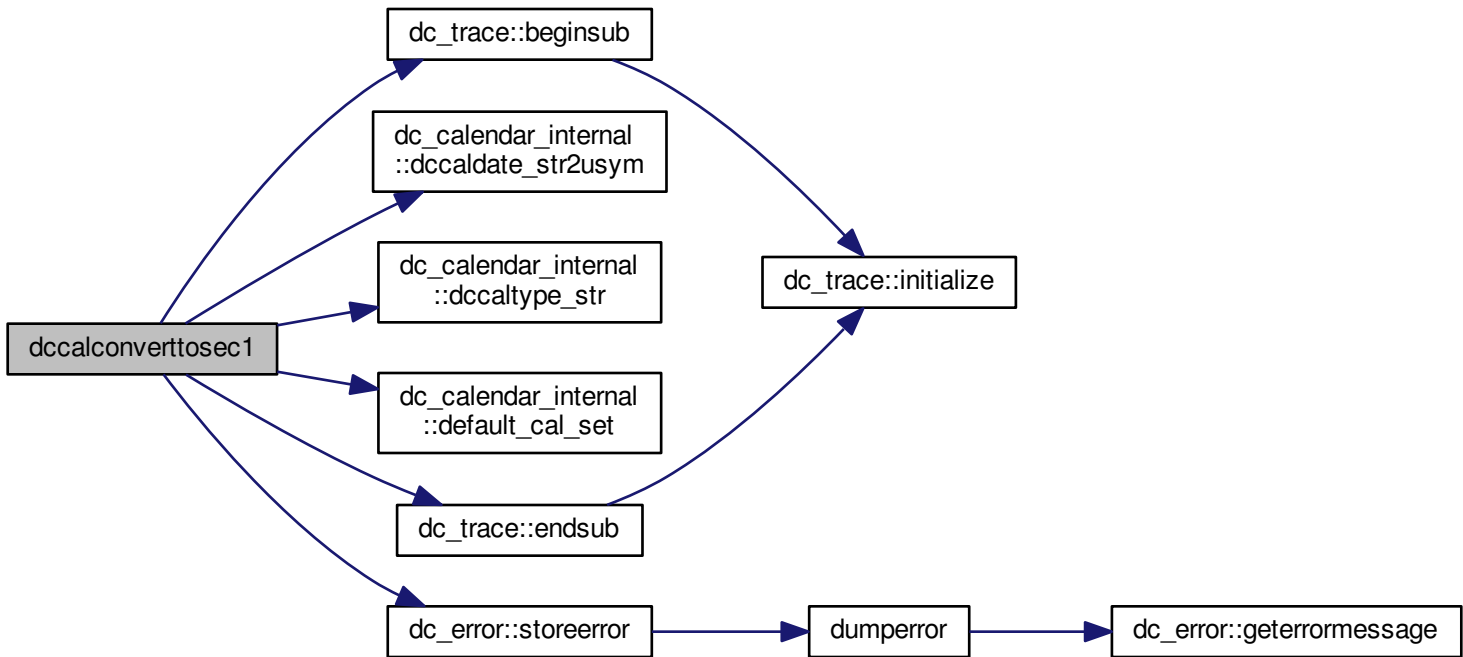 dc_trace::beginsub
dc_calendar_internal
::dccaldate_str2usym
dc_calendar_internal
::dccaltype_str
dc_trace::initialize
dccalconverttosec1
dc_calendar_internal
::default_cal_set
dc_trace::endsub
dc_error::storeerror
dumperror
dc_error::geterrormessage